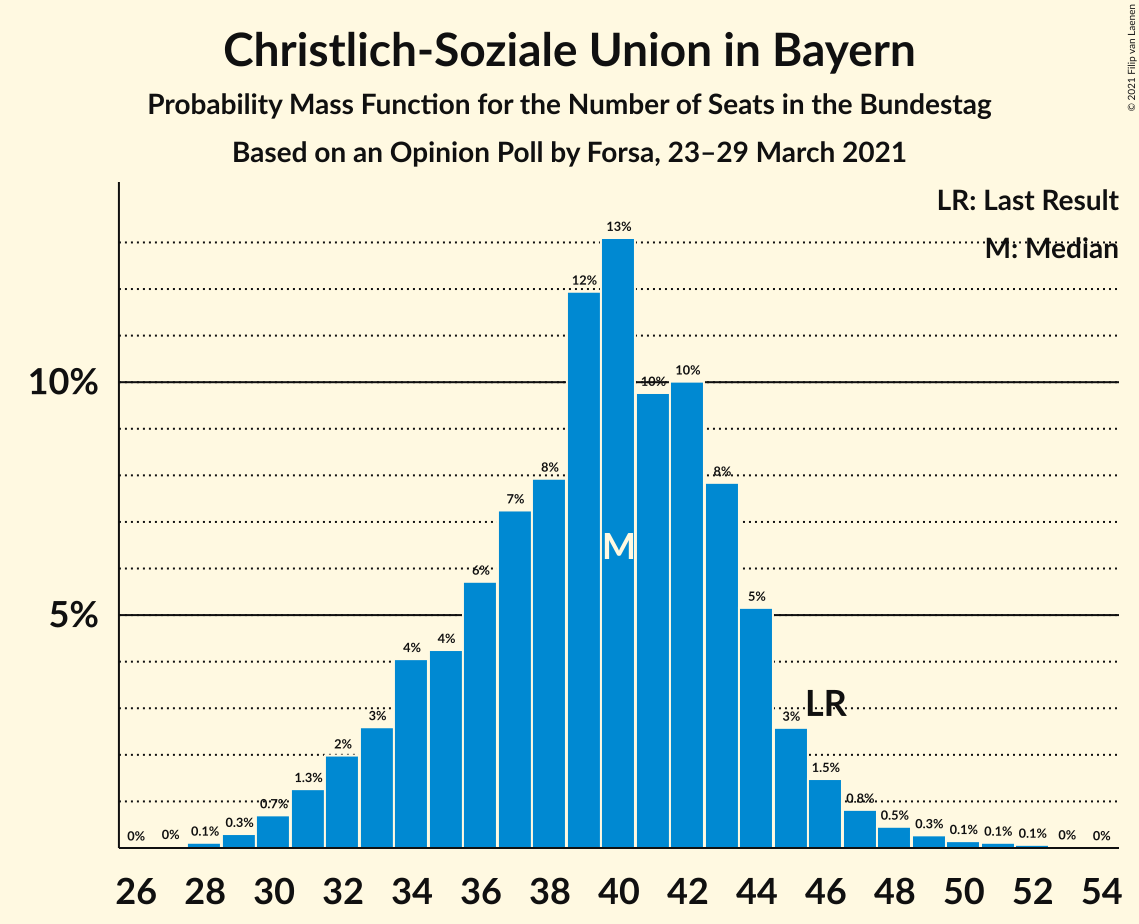 Christlich-Soziale Union in Bayern
Probability Mass Function for the Number of Seats in the Bundestag
Based on an Opinion Poll by Forsa, 23–29 March 2021
© 2021 Filip van Laenen
LR: Last Result
M: Median
10%
5%
0% 0% 0.1% 0.3% 0.7% 1.3% 2% 3% 4% 4% 6% 7% 8% 12% 13% 10% 10% 8% 5% 3% 1.5% 0.8% 0.5% 0.3% 0.1% 0.1% 0.1% 0% 0%
M
LR
26 28 30 32 34 36 38 40 42 44 46 48 50 52 54